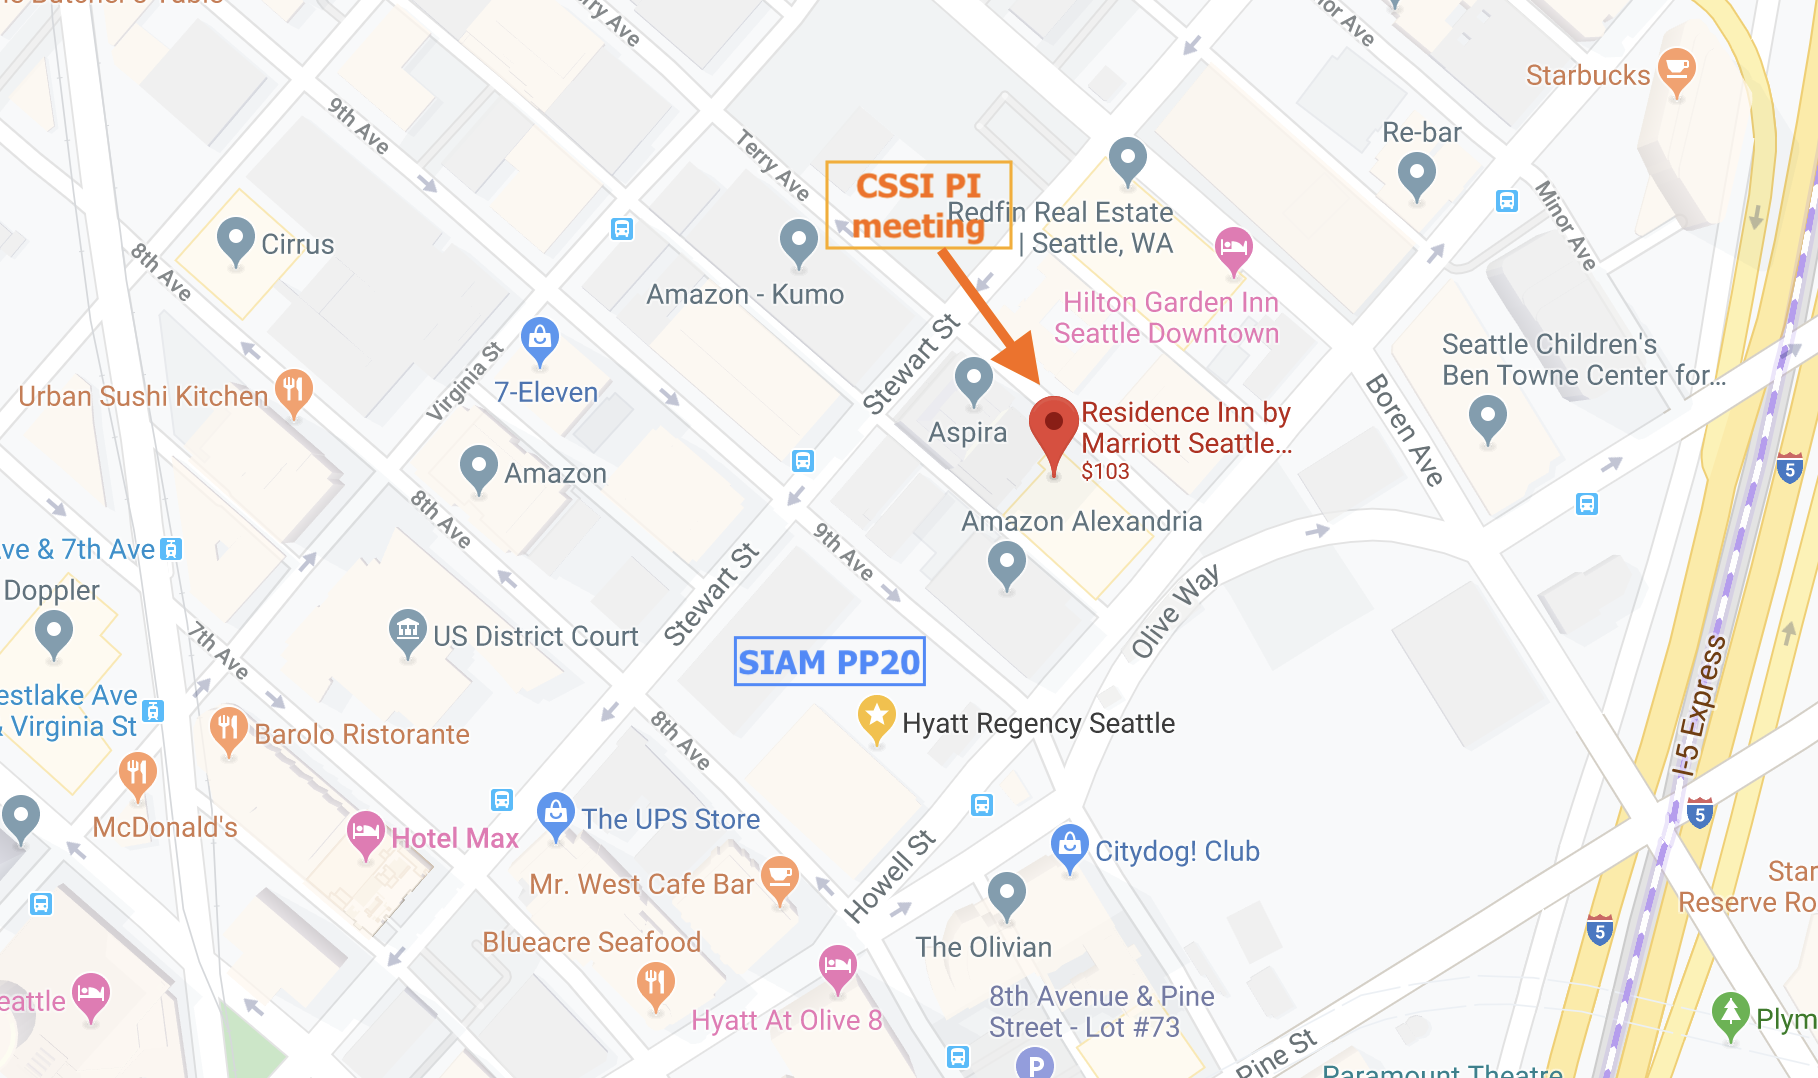 9th Ave
Terry Ave
Starbucks
Re-bar
CSSI PI
meeting
Redfin Real Estate
| Seattle, WA
Minor Ave
Cirrus
8th Ave
Amazon - Kumo
Hilton Garden Inn
Seattle Downtown
Stewart St
Seattle Children's
Ben Towne Center for...
Virginia St
7-Eleven
Urban Sushi Kitchen
Boren Ave
Aspira
Residence Inn by
Marriott Seattle...
$103
Amazon
5
8th Ave
Amazon Alexandria
9th Ave
ve & 7th Ave
Doppler
Stewart St
Olive Way
US District Court
7th Ave
SIAM PP20
I-5 Express
& Virginia St
Barolo Ristorante
8th Ave
Hyatt Regency Seattle
McDonald's
Hotel Max
The UPS Store
5
Citydog! Club
Howell St
Mr. West Cafe Bar
Star
Reserve Ro
5
Blueacre Seafood
The Olivian
eattle
Hyatt At Olive 8
8th Avenue & Pine
Street - Lot #73
Plym
P
Pine St
Paramount Theatre